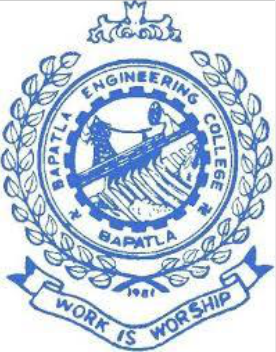 BAPATLA ENGINEERING COLLEGE
BAPATLA
1981
WORK IS WORSHIP